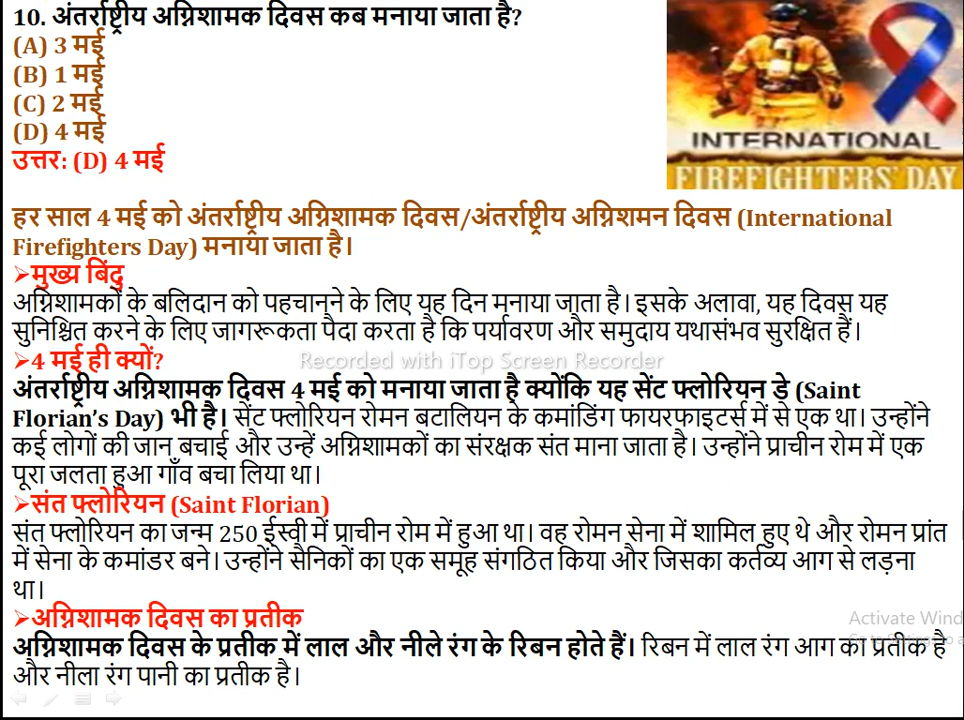 10. अंतर्राष्ट्रीय अग्निशामक दिवस कब मनाया जाता है?
(A) 3 मई
(B) 1 मई
(C) 2 मई
(D) 4 मई
उत्तर: (D) 4 मई
INTERNATIONAL
FIREFIGHTERS' DAY
हर साल 4 मई को अंतर्राष्ट्रीय अग्निशामक दिवस/अंतर्राष्ट्रीय अग्निशमन दिवस (International
Firefighters Day) मनाया जाता है।
➢मुख्य बिंदु
अग्निशामकों के बलिदान को पहचानने के लिए यह दिन मनाया जाता है। इसके अलावा, यह दिवस यह
सुनिश्चित करने के लिए जागरूकता पैदा करता है कि पर्यावरण और समुदाय यथासंभव सुरक्षित हैं।
➢4 मई ही क्यों?
Recorded with iTop Screen Recorder
अंतर्राष्ट्रीय अग्निशामक दिवस 4 मई को मनाया जाता है क्योंकि यह सेंट फ्लोरियन डे (Saint
Florian's Day) भी है। सेंट फ्लोरियन रोमन बटालियन के कमांडिंग फायरफाइटर्स में से एक था। उन्होंने
कई लोगों की जान बचाई और उन्हें अग्निशामकों का संरक्षक संत माना जाता है। उन्होंने प्राचीन रोम में एक
पूरा जलता हुआ गाँव बचा लिया था।
➢संत फ्लोरियन (Saint Florian)
संत फ्लोरियन का जन्म 250 ईस्वी में प्राचीन रोम में हुआ था। वह रोमन सेना में शामिल हुए थे और रोमन प्रांत
में सेना के कमांडर बने। उन्होंने सैनिकों का एक समूह संगठित किया और जिसका कर्तव्य आग से लड़ना
था।
➢अग्निशामक दिवस का प्रतीक
Activate Wind
अग्निशामक दिवस के प्रतीक में लाल और नीले रंग के रिबन होते हैं। रिबन में लाल रंग आग का प्रतीक है
और नीला रंग पानी का प्रतीक है।